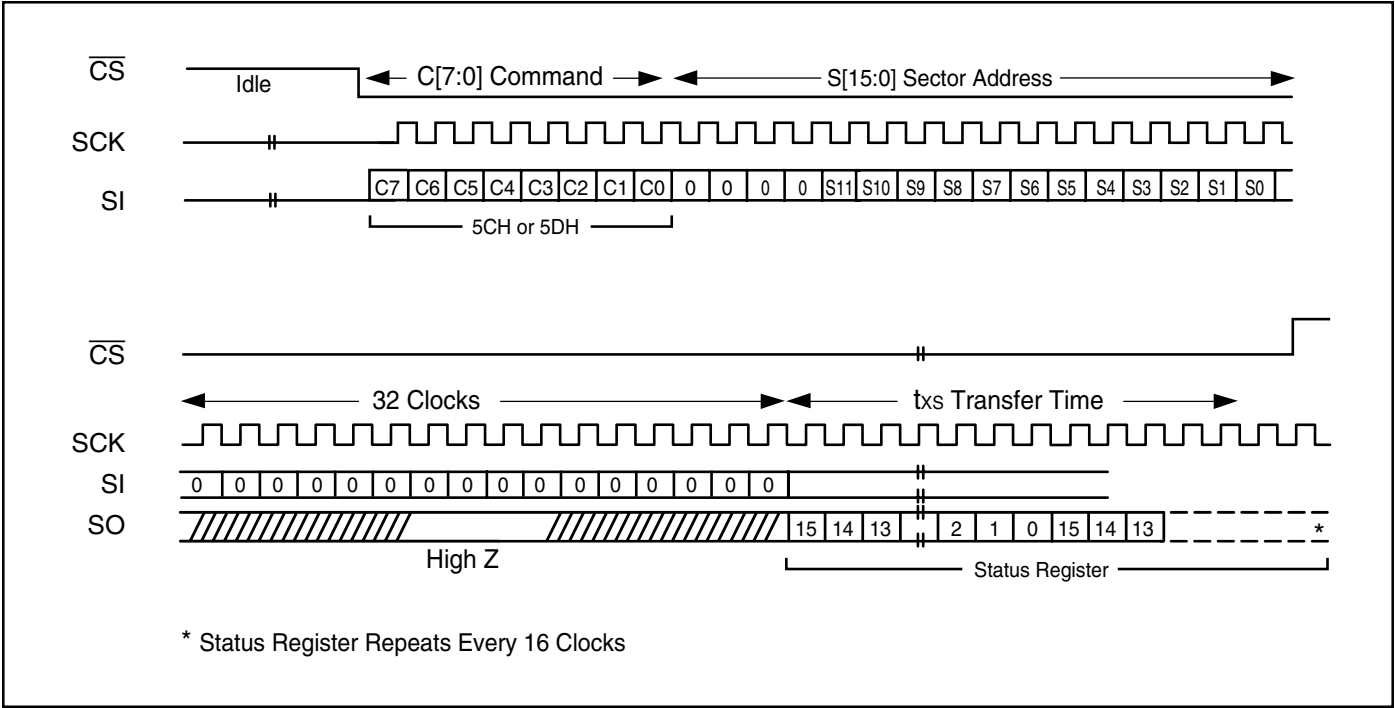 CS Idle C[7:0] Command S[15:0] Sector Address
SCK
SI C7 C6 C5 C4 C3 C2 C1 C0 0 0 0 0 S11 S10 S9 S8 S7 S6 S5 S4 S3 S2 S1 S0
5CH or 5DH
CS
32 Clocks txs Transfer Time
SCK
SI 0 0 0 0 0 0 0 0 0 0 0 0 0 0 0 0
SO 15 14 13 2 1 0 15 14 13 *
High Z Status Register
* Status Register Repeats Every 16 Clocks